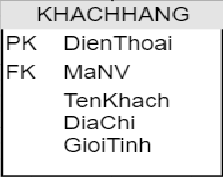 KHACHHANG
PK DienThoai
FK MaNV
TenKhach
DiaChi
GioiTinh